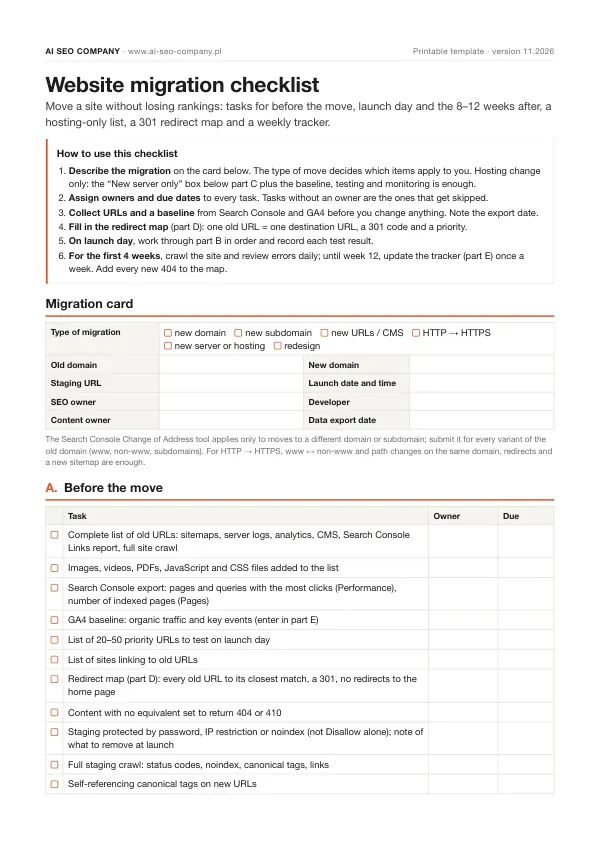 AI SEO COMPANY · www.ai-seo-company.pl
Printable template · version 11.2026
Website migration checklist
Move a site without losing rankings: tasks for before the move, launch day and the 8–12 weeks after, a
hosting-only list, a 301 redirect map and a weekly tracker.
How to use this checklist
1. Describe the migration on the card below. The type of move decides which items apply to you. Hosting change
only: the “New server only” box below part C plus the baseline, testing and monitoring is enough.
2. Assign owners and due dates to every task. Tasks without an owner are the ones that get skipped.
3. Collect URLs and a baseline from Search Console and GA4 before you change anything. Note the export date.
4. Fill in the redirect map (part D): one old URL = one destination URL, a 301 code and a priority.
5. On launch day, work through part B in order and record each test result.
6. For the first 4 weeks, crawl the site and review errors daily; until week 12, update the tracker (part E) once a
week. Add every new 404 to the map.
Migration card
Type of migration
new domain new subdomain new URLs / CMS HTTP → HTTPS
new server or hosting redesign
Old domain New domain
Staging URL Launch date and time
SEO owner Developer
Content owner Data export date
The Search Console Change of Address tool applies only to moves to a different domain or subdomain; submit it for every variant of the
old domain (www, non-www, subdomains). For HTTP → HTTPS, www ↔ non-www and path changes on the same domain, redirects and
a new sitemap are enough.
A. Before the move
Task Owner Due
Complete list of old URLs: sitemaps, server logs, analytics, CMS, Search Console
Links report, full site crawl
Images, videos, PDFs, JavaScript and CSS files added to the list
Search Console export: pages and queries with the most clicks (Performance),
number of indexed pages (Pages)
GA4 baseline: organic traffic and key events (enter in part E)
List of 20–50 priority URLs to test on launch day
List of sites linking to old URLs
Redirect map (part D): every old URL to its closest match, a 301, no redirects to the
home page
Content with no equivalent set to return 404 or 410
Staging protected by password, IP restriction or noindex (not Disallow alone); note of
what to remove at launch
Full staging crawl: status codes, noindex, canonical tags, links
Self-referencing canonical tags on new URLs